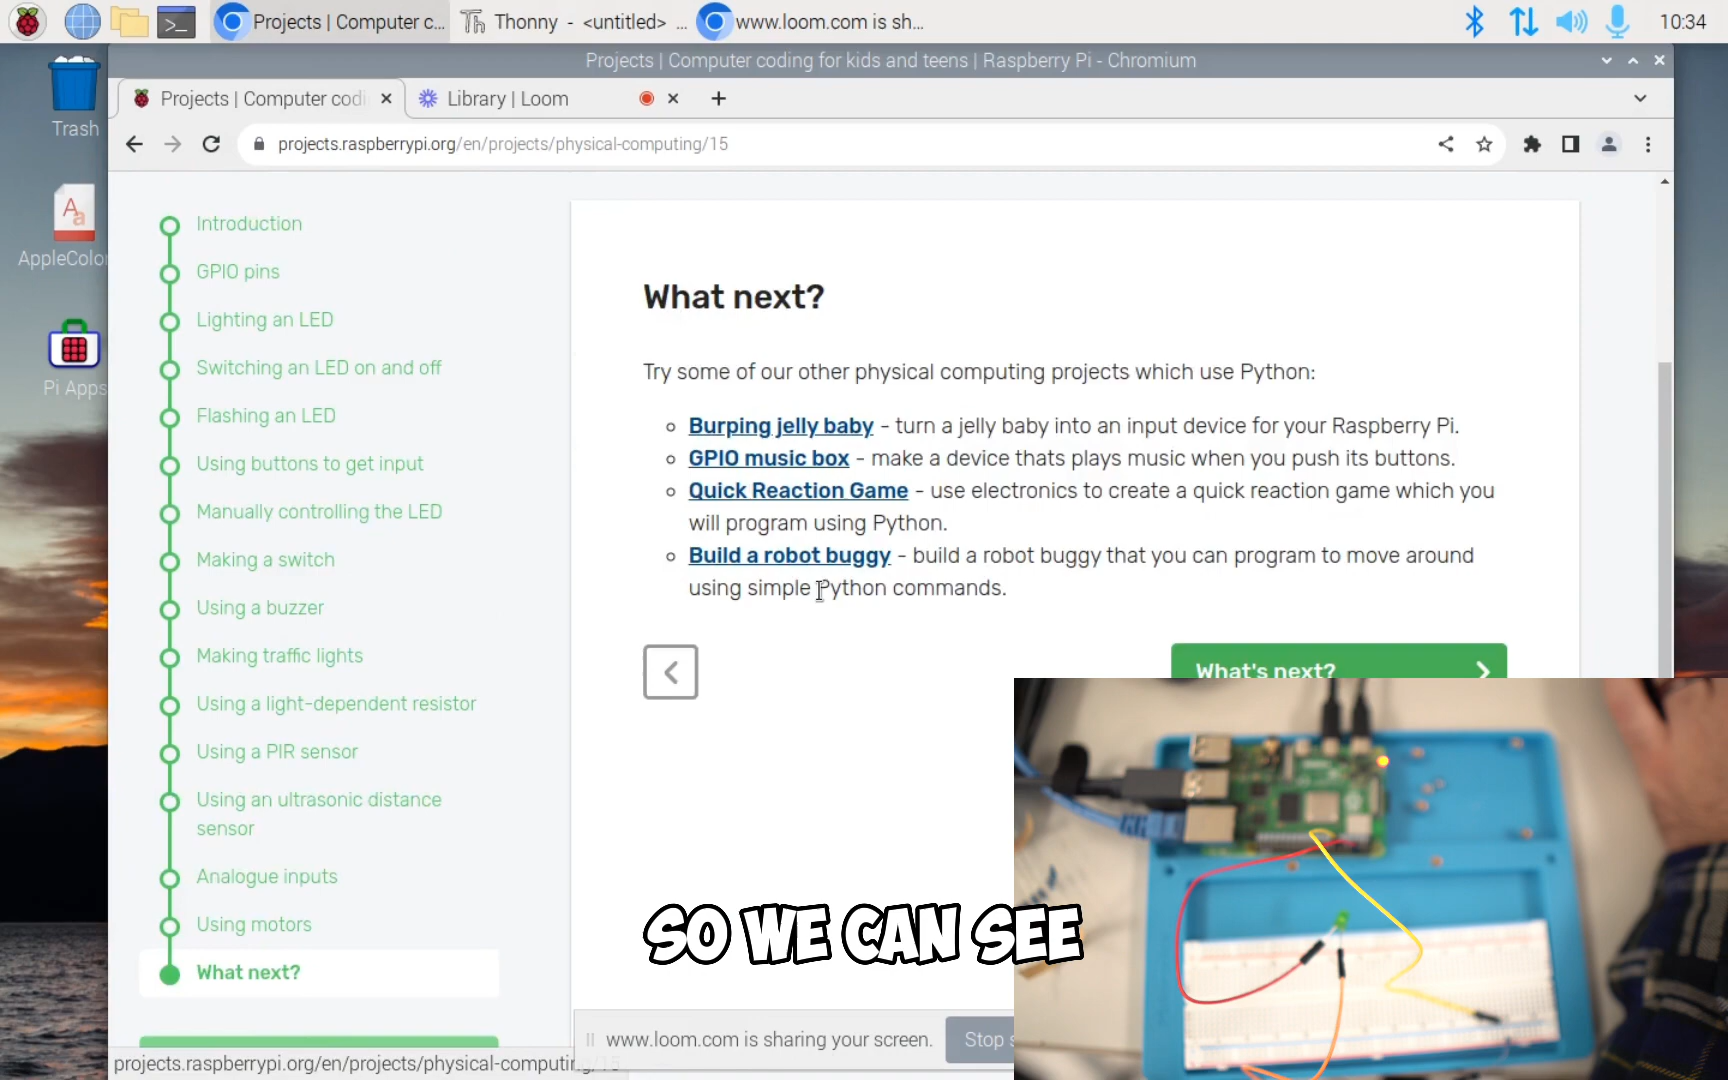 Projects | Computer c...
Thonny - <untitled> ...
www.loom.com is sh...
10:34
Projects | Computer coding for kids and teens | Raspberry Pi - Chromium
Projects | Computer codi
Library | Loom
projects.raspberrypi.org/en/projects/physical-computing/15
Trash
AppleColor
Pi Apps
Introduction
GPIO pins
Lighting an LED
Switching an LED on and off
Flashing an LED
Using buttons to get input
Manually controlling the LED
Making a switch
Using a buzzer
Making traffic lights
Using a light-dependent resistor
Using a PIR sensor
Using an ultrasonic distance
sensor
Analogue inputs
Using motors
What next?
What next?
Try some of our other physical computing projects which use Python:
Burping jelly baby - turn a jelly baby into an input device for your Raspberry Pi.
GPIO music box - make a device thats plays music when you push its buttons.
Quick Reaction Game - use electronics to create a quick reaction game which you
will program using Python.
Build a robot buggy - build a robot buggy that you can program to move around
using simple Python commands.
What's next?
SO WE CAN SEE
www.loom.com is sharing your screen.
Stop s
projects.raspberrypi.org/en/projects/physical-computing/15